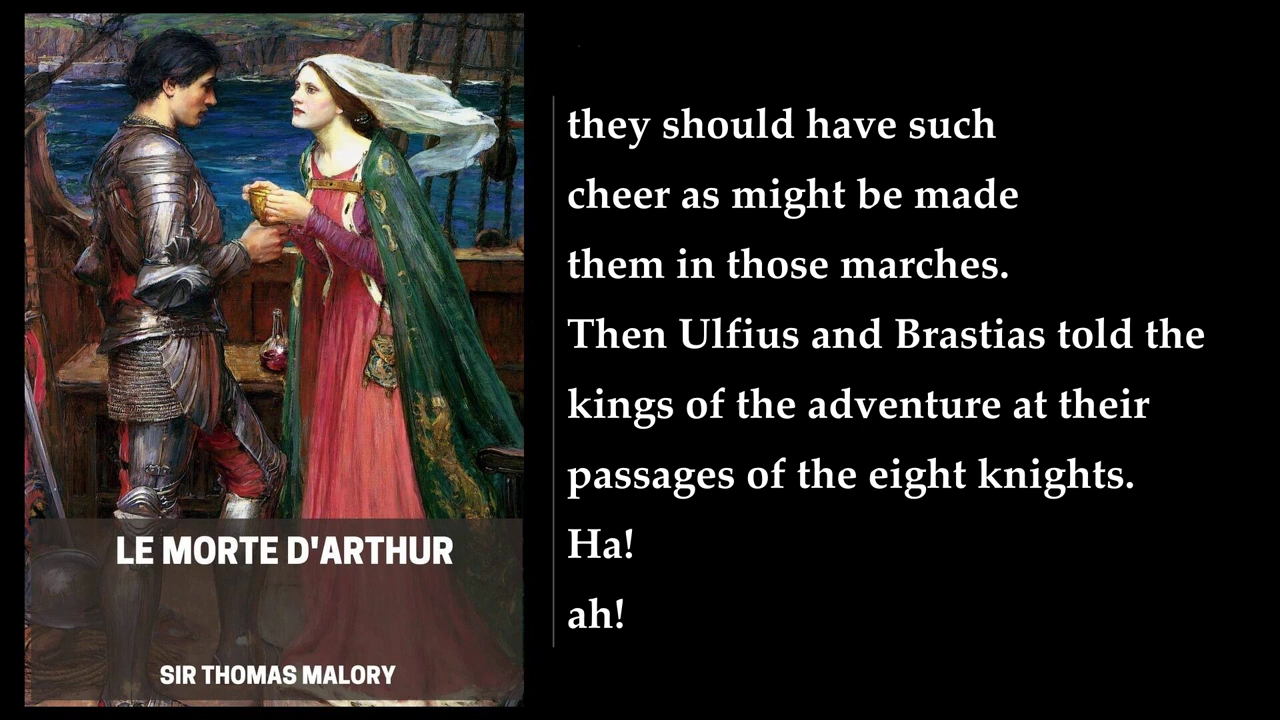 LE MORTE D'ARTHUR
SIR THOMAS MALORY
they should have such
cheer as might be made
them in those marches.
Then Ulfius and Brastias told the
kings of the adventure at their
passages of the eight knights.
Ha!
ah!